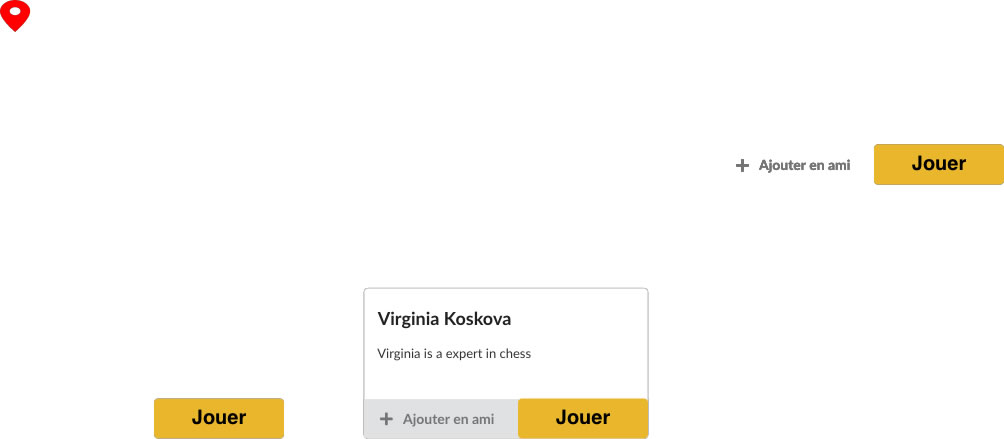 Ajouter en ami Jouer
Virginia Koskova
Virginia is a expert in chess
Jouer
Ajouter en ami Jouer